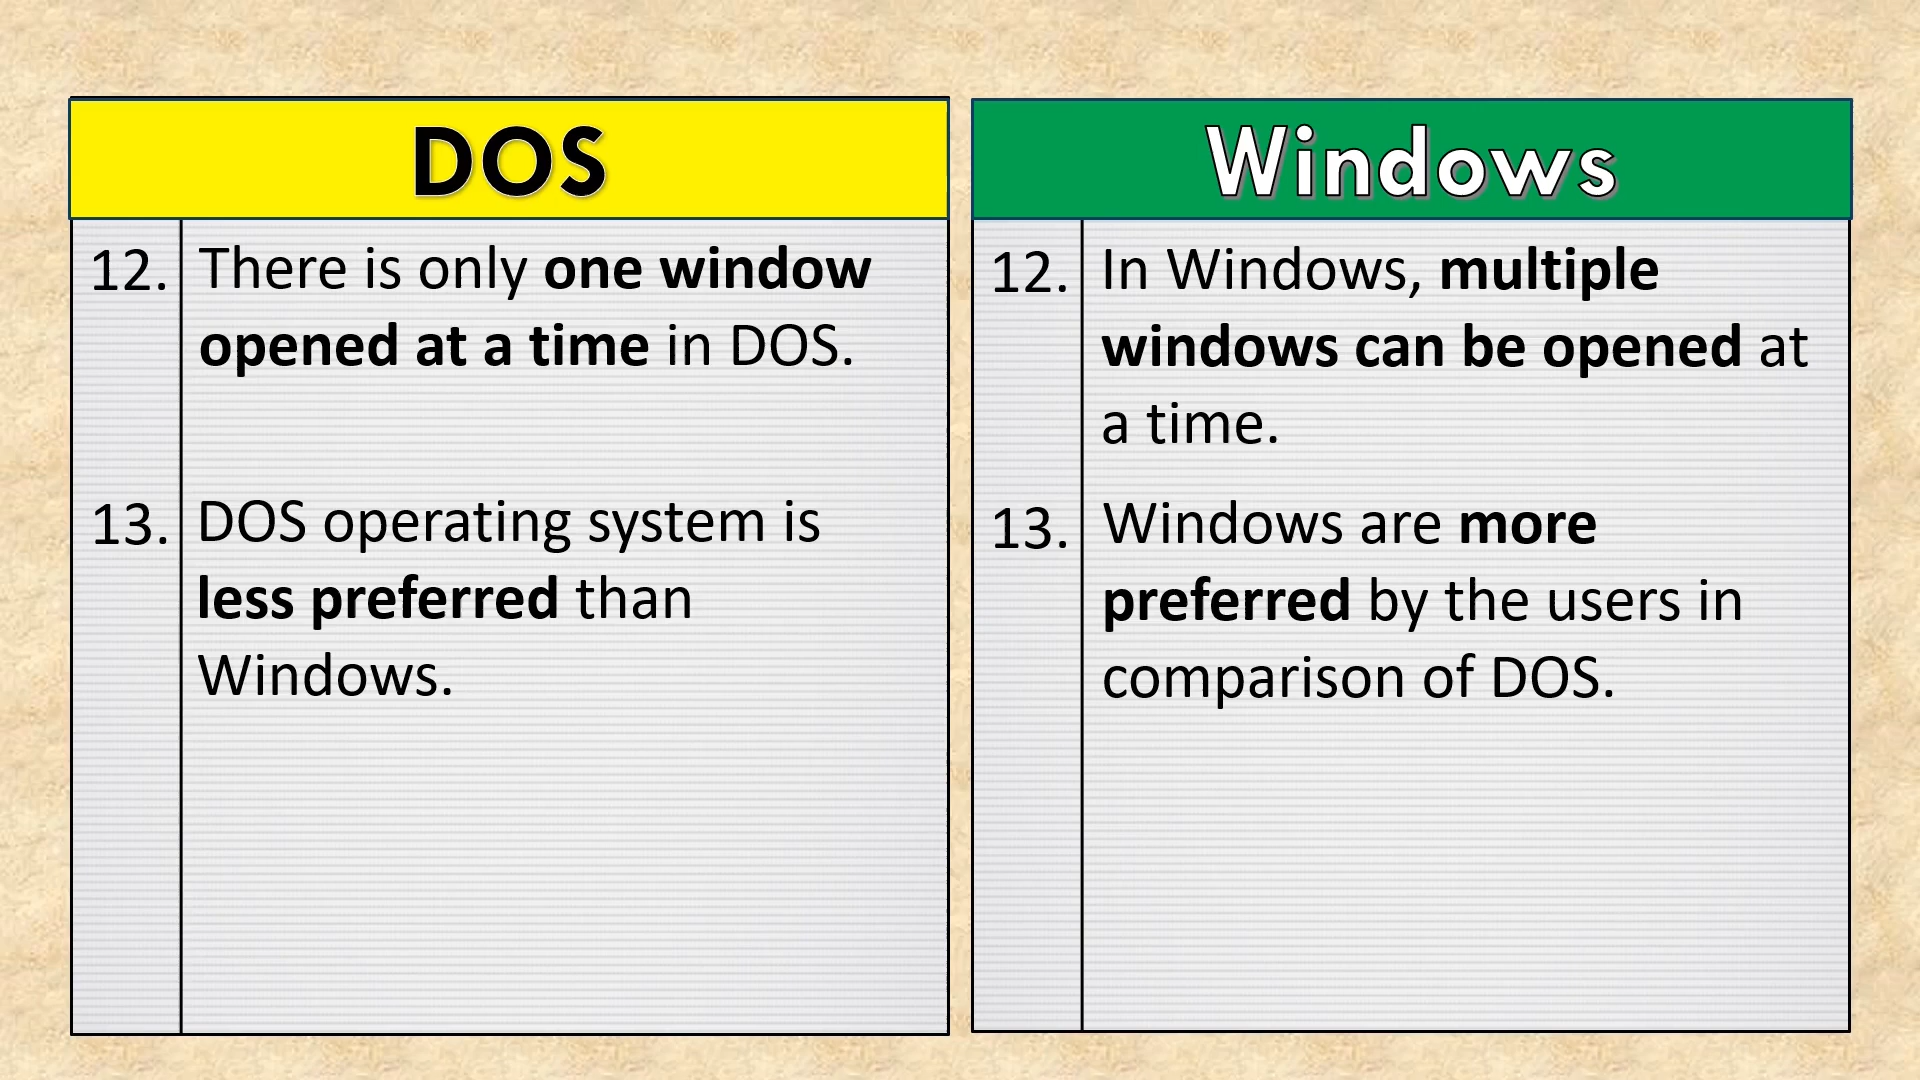 DOS
12. There is only one window
opened at a time in DOS.
13. DOS operating system is
less preferred than
Windows.
Windows
12. In Windows, multiple
windows can be opened at
a time.
13. Windows are more
preferred by the users in
comparison of DOS.